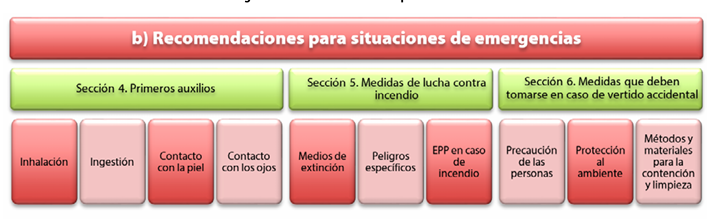 b) Recomendaciones para situaciones de emergencias
Sección 4. Primeros auxilios
Sección 5. Medidas de lucha contra
incendio
Sección 6. Medidas que deben
tomarse en caso de vertido accidental
Inhalación
Ingestión
Contacto
con la piel
Contacto
con los ojos
Medios de
extinción
Peligros
específicos
EPP en caso
de
incendio
Precaución
de las
personas
Protección
al
ambiente
Métodos y
materiales
para la
contención
y limpieza